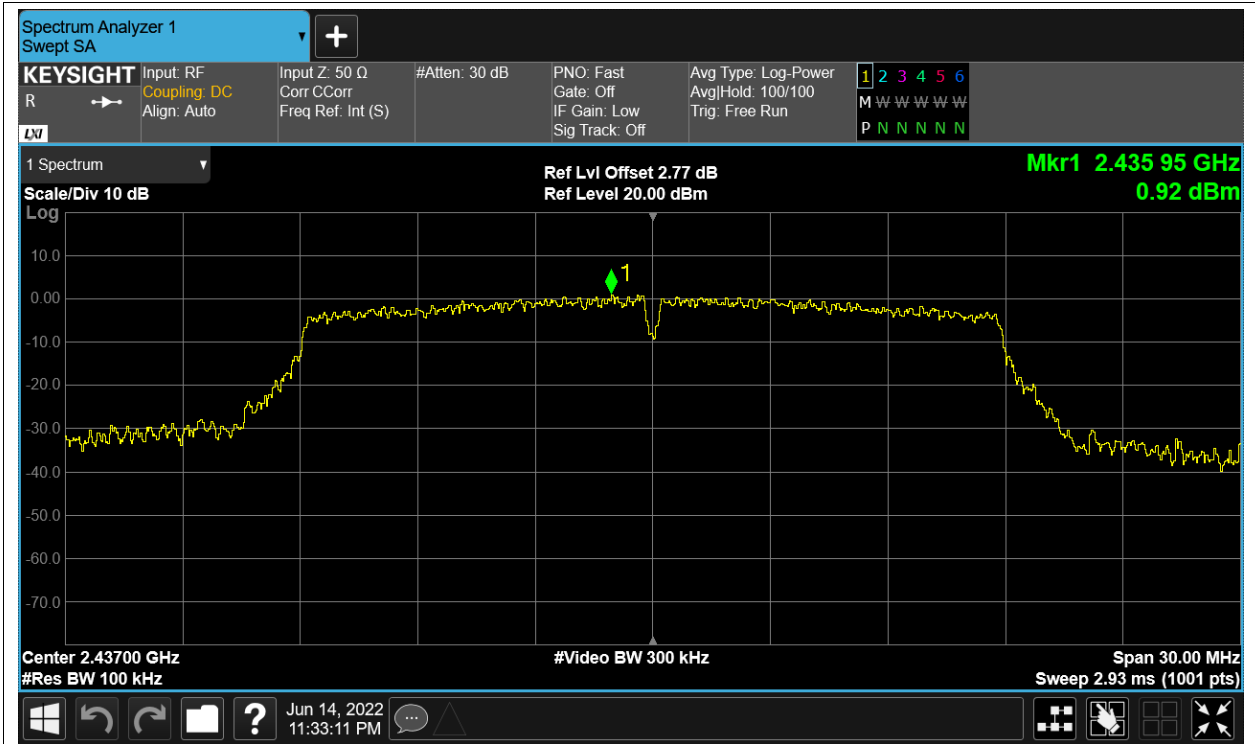 Spectrum Analyzer 1
Swept SA
+
KEYSIGHT
R
LXI
Input: RF
Coupling: DC
Align: Auto
Input Z: 50 Ω
Corr CCorr
Freq Ref: Int (S)
#Atten: 30 dB
PNO: Fast
Gate: Off
IF Gain: Low
Sig Track: Off
Avg Type: Log-Power
Avg|Hold: 100/100
Trig: Free Run
1 2 3 4 5 6
M W W W W W
P N N N N N
1 Spectrum
Scale/Div 10 dB
Log
Ref Lvl Offset 2.77 dB
Ref Level 20.00 dBm
Mkr1 2.435 95 GHz
0.92 dBm
1
10.0
0.00
-10.0
-20.0
-30.0
-40.0
-50.0
-60.0
-70.0
Center 2.43700 GHz
#Res BW 100 kHz
#Video BW 300 kHz
Span 30.00 MHz
Sweep 2.93 ms (1001 pts)
?
Jun 14, 2022
11:33:11 PM